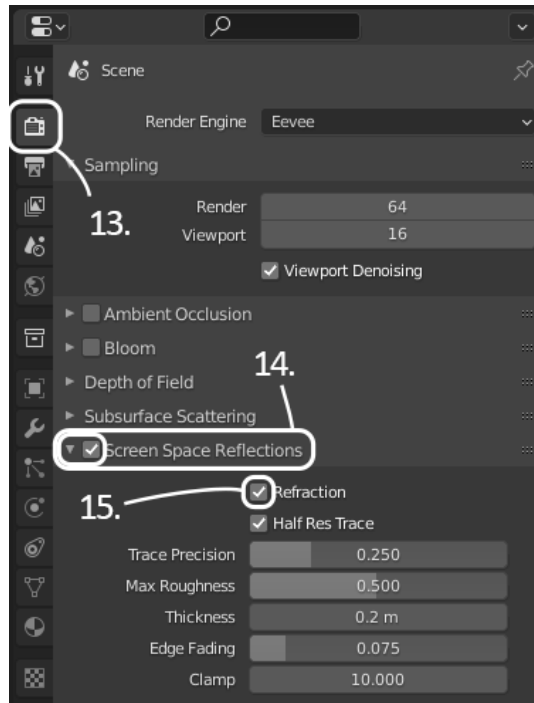 Scene
Render Engine Eevee
Sampling
13.
Render 64
Viewport 16
Viewport Denoising
Ambient Occlusion
Bloom
14.
Depth of Field
Subsurface Scattering
Screen Space Reflections
15.
Refraction
Half Res Trace
Trace Precision 0.250
Max Roughness 0.500
Thickness 0.2 m
Edge Fading 0.075
Clamp 10.000